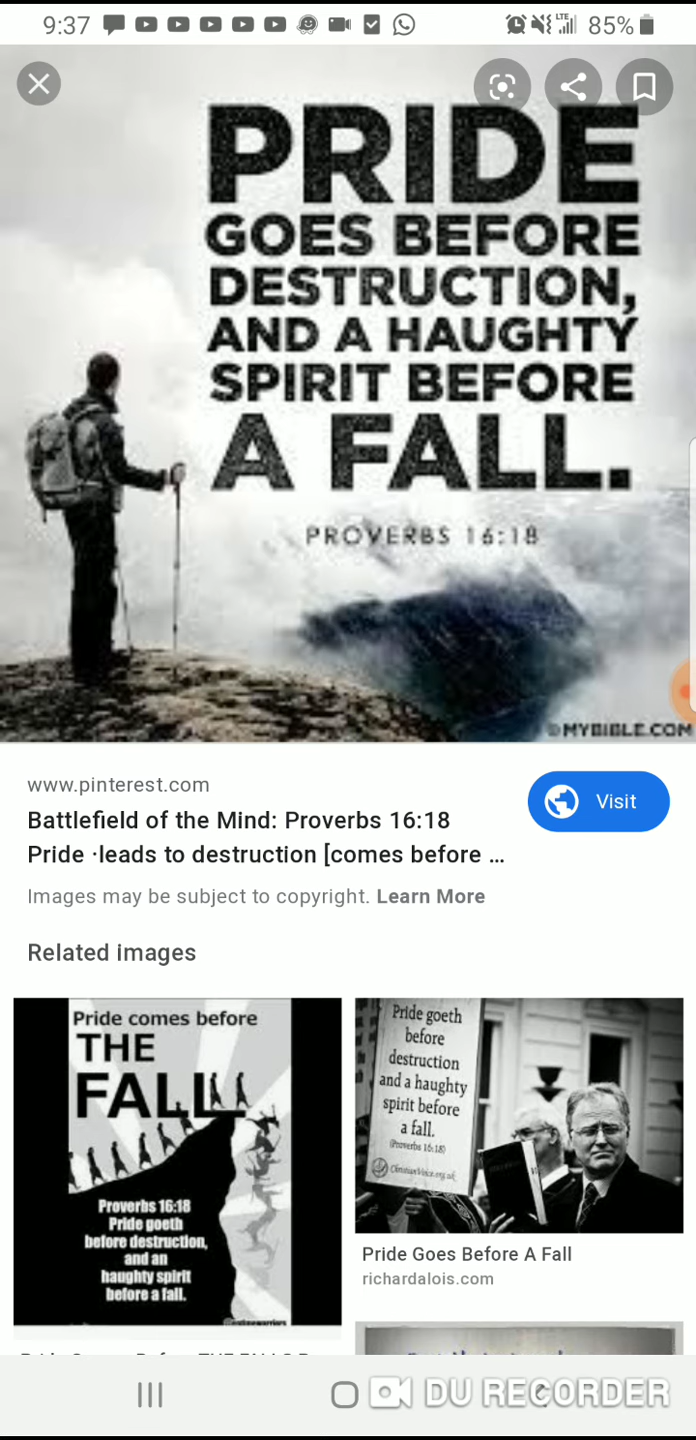 9:37
LTE
85%
PRIDE
GOES BEFORE
DESTRUCTION,
AND A HAUGHTY
SPIRIT BEFORE
A FALL.
PROVERBS 16:18
©MYBIBLE.COM
www.pinterest.com
Battlefield of the Mind: Proverbs 16:18
Pride ·leads to destruction [comes before ...
Visit
Images may be subject to copyright. Learn More
Related images
Pride comes before
THE
FALL
Proverbs 16:18
Pride goeth
before destruction,
and an
haughty spirit
before a fall.
Pride goeth
before
destruction
and a haughty
spirit before
a fall.
(Proverbs 16:18)
ChristianVoice.org.uk
Pride Goes Before A Fall
richardalois.com
DU RECORDER